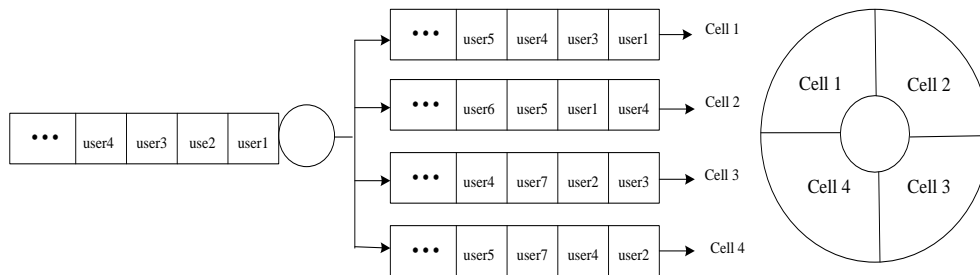 ••• user5 user4 user3 user1 Cell 1
Cell 1 Cell 2
••• user6 user5 user1 user4 Cell 2
••• user4 user3 use2 user1
••• user4 user7 user2 user3 Cell 3
Cell 4 Cell 3
••• user5 user7 user4 user2 Cell 4